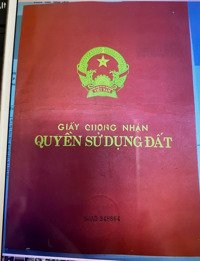 GIẤY CHỨNG NHẬN
QUYỀN SỬ DỤNG ĐẤT